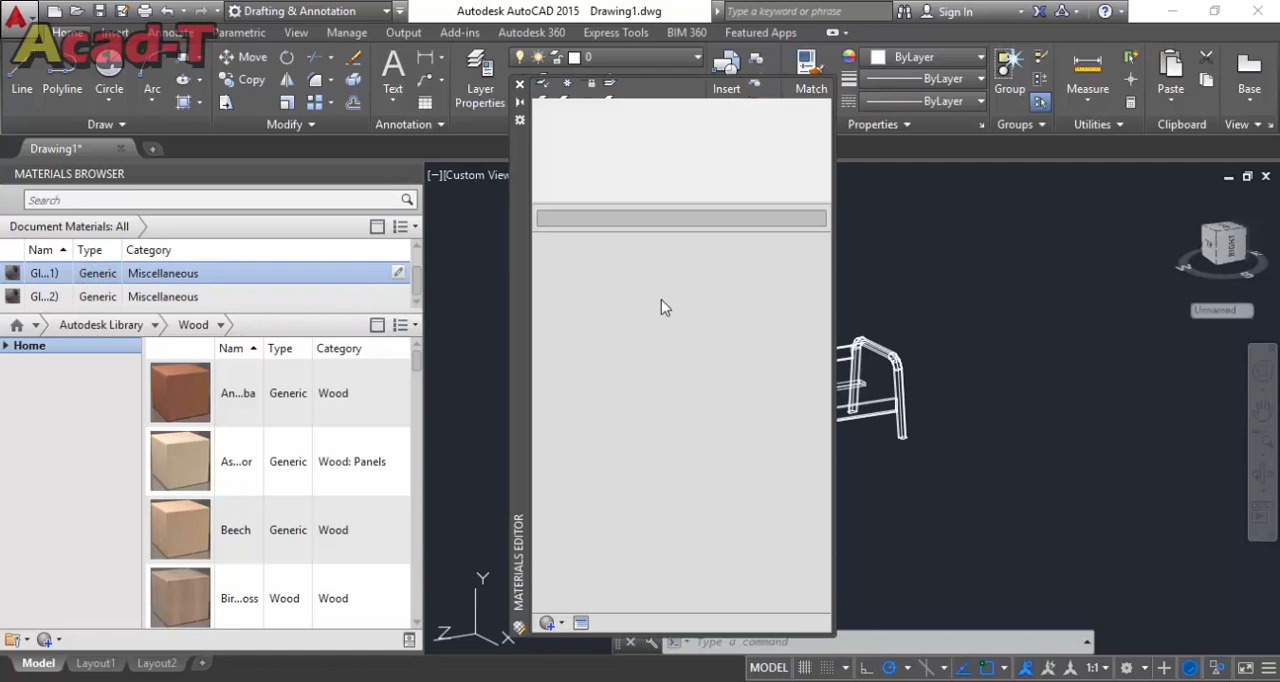 Drafting & Annotation
Autodesk AutoCAD 2015 Drawing1.dwg
Type a keyword or phrase
Sign In
Acad-T
Home Insert Annotate Parametric View Manage Output Add-ins Autodesk 360 Express Tools BIM 360 Featured Apps
Move
Copy
0
ByLayer
ByLayer
ByLayer
Line Polyline Circle Arc
Text
Layer
Properties
Insert
Match
Group
Measure
Paste
Base
Draw
Modify
Annotation
Properties
Groups
Utilities
Clipboard
View
Drawing1*
MATERIALS BROWSER
[−][Custom View
Search
Document Materials: All
Nam Type Category
Gl...1) Generic Miscellaneous
Gl...2) Generic Miscellaneous
Autodesk Library Wood
Home
Nam Type Category
An...ba Generic Wood
As...or Generic Wood: Panels
Beech Generic Wood
Bir...oss Wood Wood
MATERIALS EDITOR
RIGHT
W
S
Unnamed
Y
Z
X
Type a command
Model Layout1 Layout2
MODEL
1:1